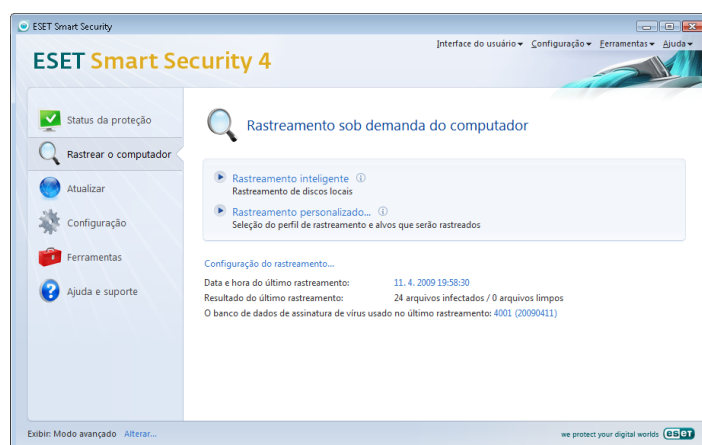 ESET Smart Security
Interface do usuário Configuração Ferramentas Ajuda
ESET Smart Security 4
Status da proteção
Rastrear o computador
Atualizar
Configuração
Ferramentas
Ajuda e suporte
Rastreamento sob demanda do computador
Rastreamento inteligente
Rastreamento de discos locais
Rastreamento personalizado...
Seleção do perfil de rastreamento e alvos que serão rastreados
Configuração do rastreamento...
Data e hora do último rastreamento: 11. 4. 2009 19:58:30
Resultado do último rastreamento: 24 arquivos infectados / 0 arquivos limpos
O banco de dados de assinatura de vírus usado no último rastreamento: 4001 (20090411)
Exibir: Modo avançado Alterar...
we protect your digital worlds eseT